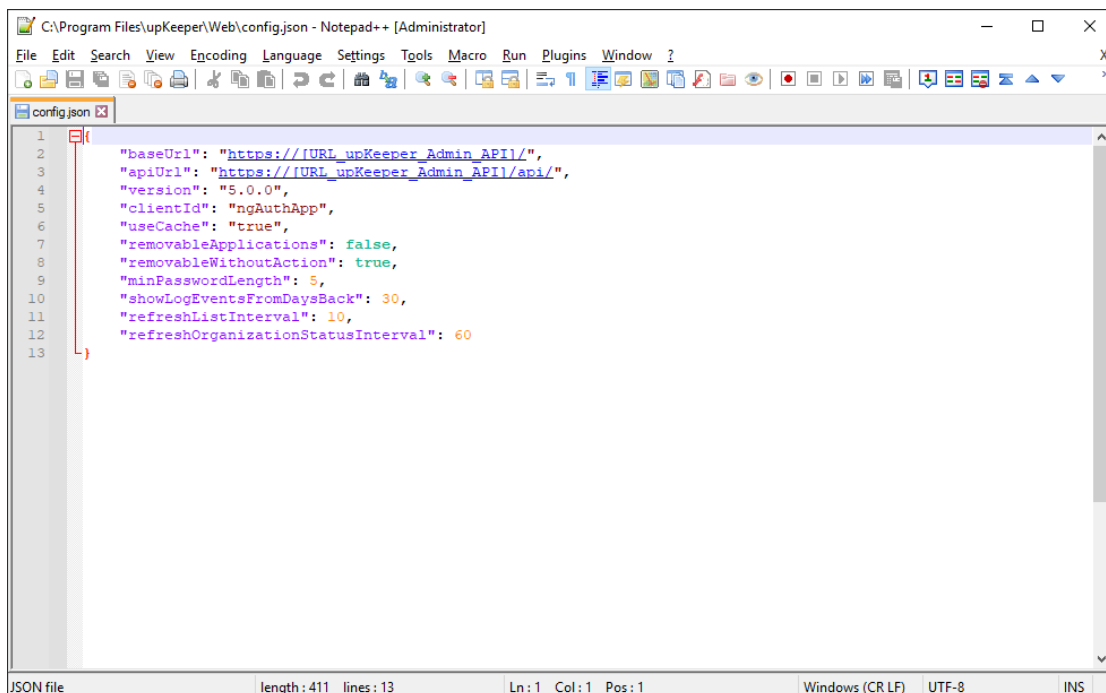 C:\Program Files\upKeeper\Web\config.json - Notepad++ [Administrator]
File Edit Search View Encoding Language Settings Tools Macro Run Plugins Window ? X
config.json
1 {
2 "baseUrl": "https://[URL_upKeeper_Admin_API]/",
3 "apiUrl": "https://[URL_upKeeper_Admin_API]/api/",
4 "version": "5.0.0",
5 "clientId": "ngAuthApp",
6 "useCache": "true",
7 "removableApplications": false,
8 "removableWithoutAction": true,
9 "minPasswordLength": 5,
10 "showLogEventsFromDaysBack": 30,
11 "refreshListInterval": 10,
12 "refreshOrganizationStatusInterval": 60
13 }
JSON file length : 411 lines : 13 Ln : 1 Col : 1 Pos : 1 Windows (CR LF) UTF-8 INS